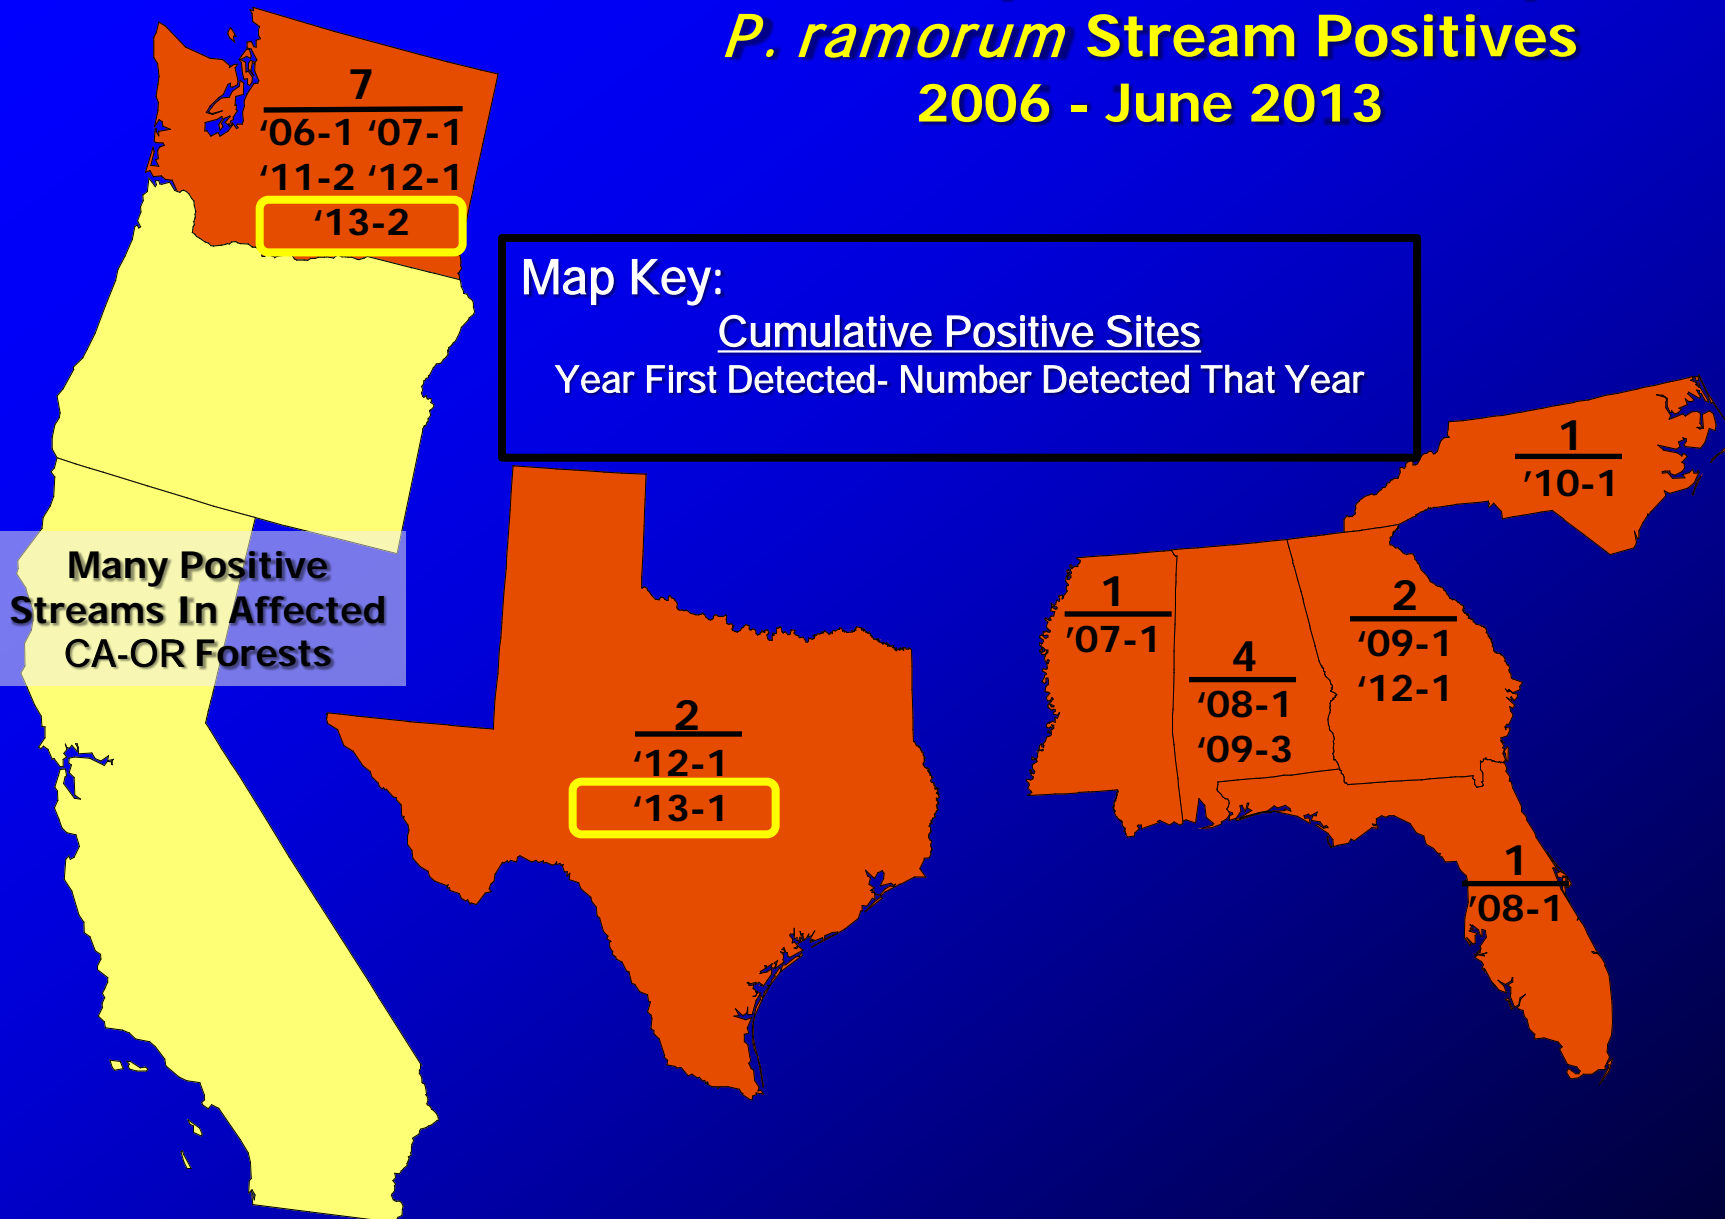 P. ramorum Stream Positives
2006 - June 2013
7
‘06-1 ‘07-1
‘11-2 ‘12-1
‘13-2
Map Key:
Cumulative Positive Sites
Year First Detected- Number Detected That Year
1
’10-1
Many Positive
Streams In Affected
CA-OR Forests
1
’07-1
4
‘08-1
‘09-3
2
‘09-1
‘12-1
2
‘12-1
‘13-1
1
’08-1